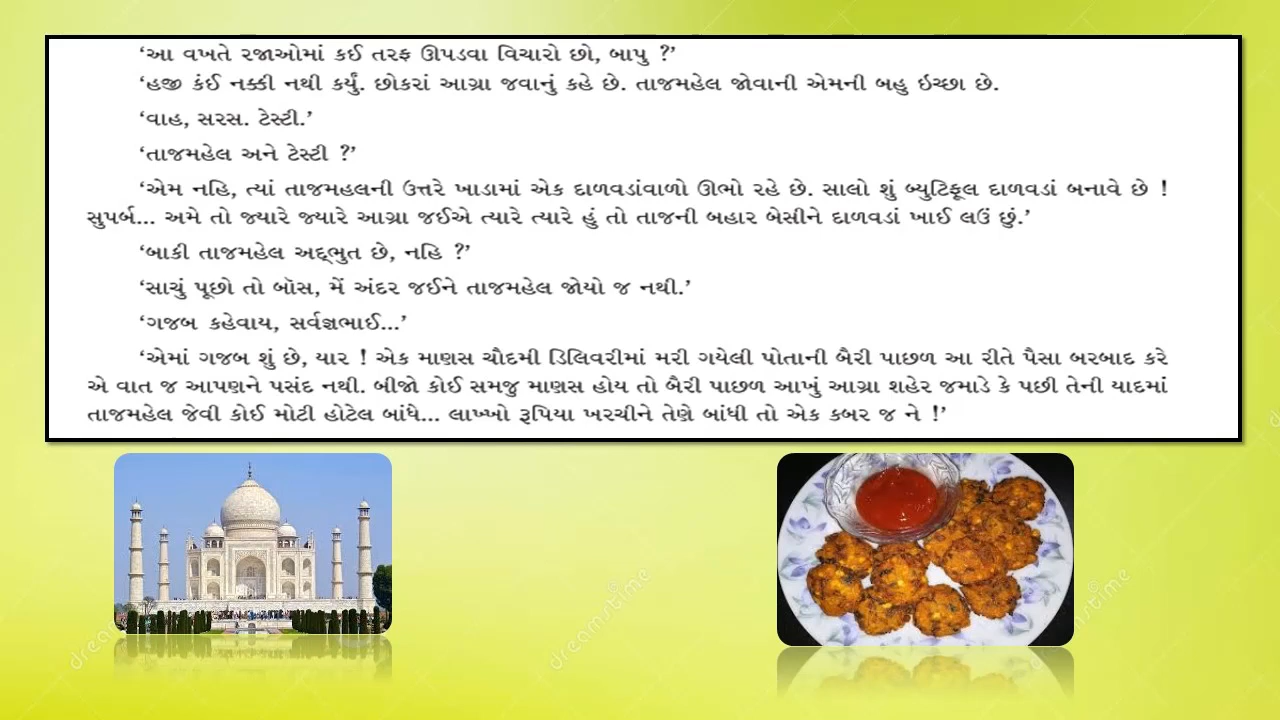 ‘આ વખતે રજાઓમાં કઈ તરફ ઊપડવા વિચારો છો, બાપુ ?’
‘હજી કંઈ નક્કી નથી કર્યું. છોકરાં આગ્રા જવાનું કહે છે. તાજમહેલ જોવાની એમની બહુ ઇચ્છા છે.
‘વાહ, સરસ. ટેસ્ટી.’
‘તાજમહેલ અને ટેસ્ટી ?’
‘એમ નહિ, ત્યાં તાજમહલની ઉત્તરે ખાડામાં એક દાળવડાંવાળો ઊભો રહે છે. સાલો શું બ્યુટિફૂલ દાળવડાં બનાવે છે !
સુપર્બ... અમે તો જ્યારે જ્યારે આગ્રા જઈએ ત્યારે ત્યારે હું તો તાજની બહાર બેસીને દાળવડાં ખાઈ લઉં છું.’
‘બાકી તાજમહેલ અદ્ભુત છે, નહિ ?’
‘સાચું પૂછો તો બૉસ, મેં અંદર જઈને તાજમહેલ જોયો જ નથી.’
‘ગજબ કહેવાય, સર્વજ્ઞભાઈ...’
‘એમાં ગજબ શું છે, યાર ! એક માણસ ચૌદમી ડિલિવરીમાં મરી ગયેલી પોતાની બૈરી પાછળ આ રીતે પૈસા બરબાદ કરે
એ વાત જ આપણને પસંદ નથી. બીજો કોઈ સમજુ માણસ હોય તો બૈરી પાછળ આખું આગ્રા શહેર જમાડે કે પછી તેની યાદમાં
તાજમહેલ જેવી કોઈ મોટી હોટેલ બાંધે... લાખ્ખો રૂપિયા ખરચીને તેણે બાંધી તો એક કબર જ ને !’
dreamstime
dreamstime